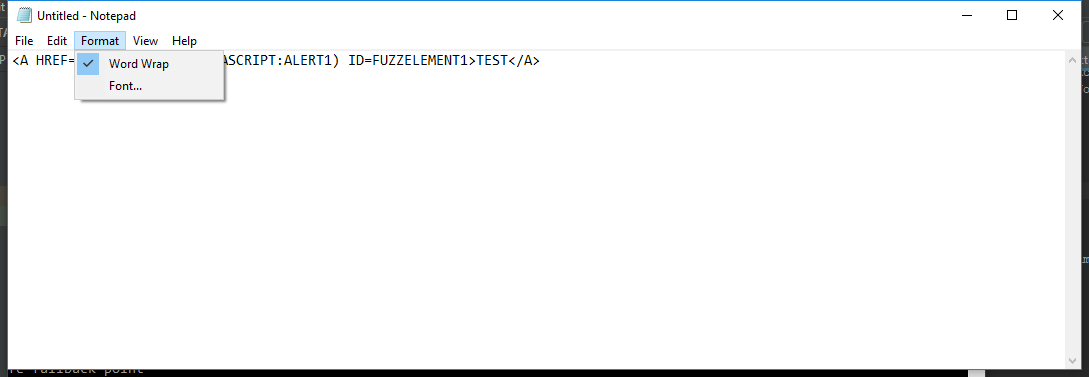 Untitled - Notepad
File Edit Format View Help
<A HREF= ASCRIPT:ALERT1) ID=FUZZELEMENT1>TEST</A>
Word Wrap
Font...
re fallback point